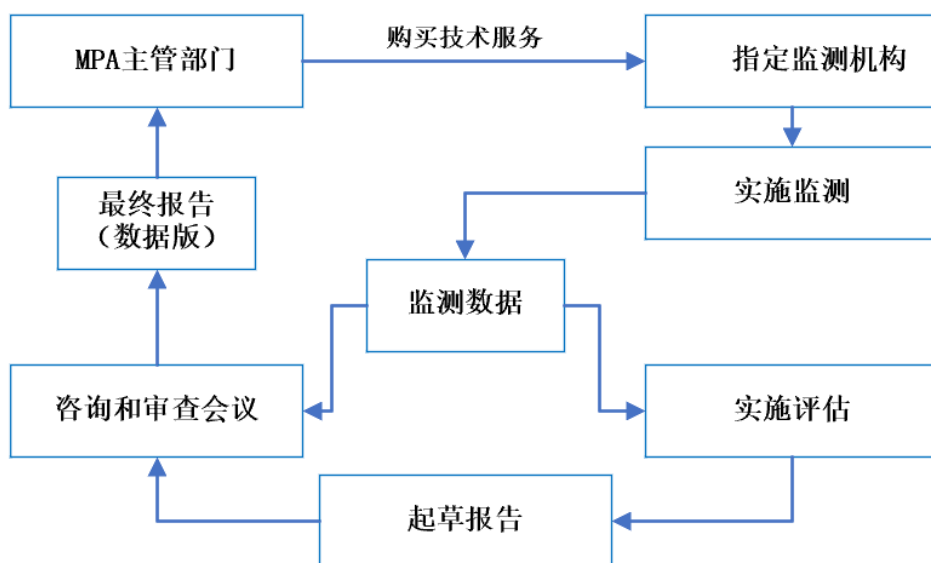 MPA主管部门
购买技术服务
指定监测机构
实施监测
最终报告
（数据版）
监测数据
咨询和审查会议
实施评估
起草报告